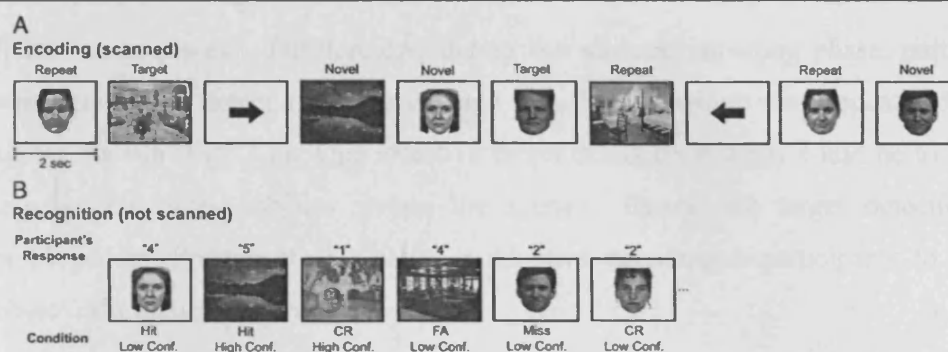 A
Encoding (scanned)
Repeat Target Novel Novel Target Repeat Repeat Novel
2 sec
B
Recognition (not scanned)
Participant's Response "4" "5" "1" "4" "2" "2"
Condition Hit Hit CR FA Miss CR
Low Conf. High Conf. High Conf. Low Conf. Low Conf. Low Conf.